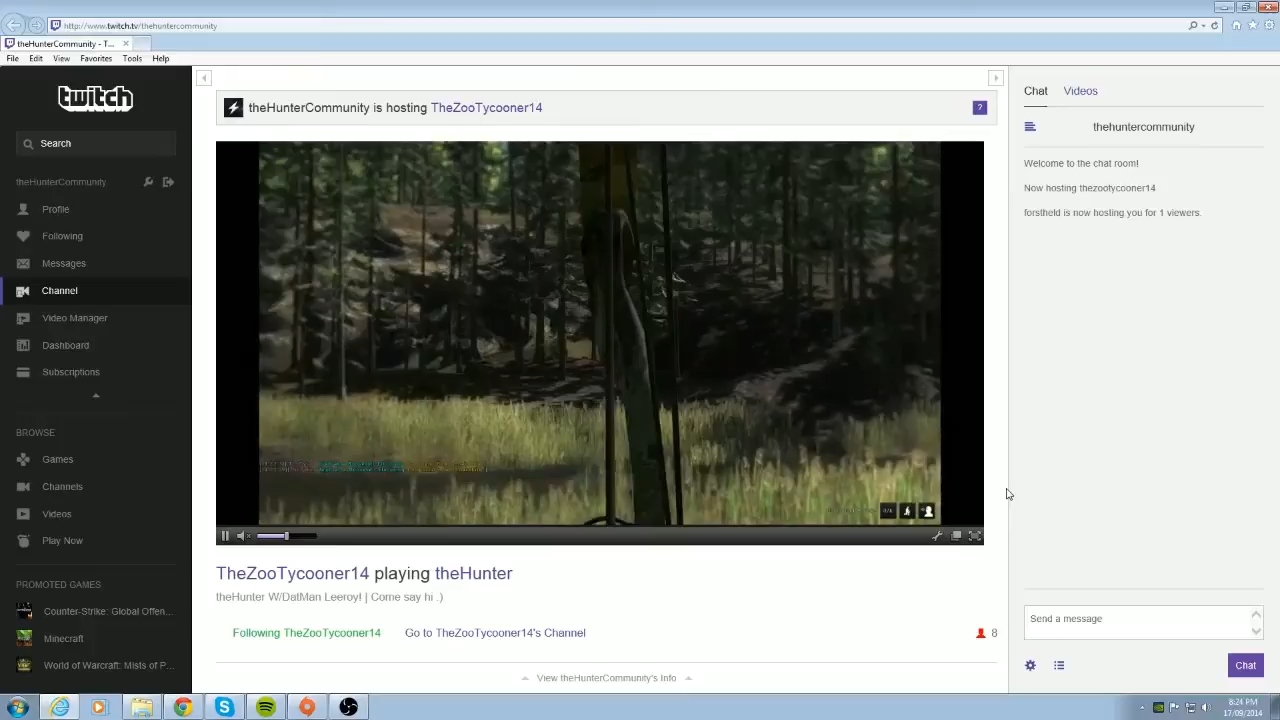 http://www.twitch.tv/thehuntercommunity
theHunterCommunity - T...
File Edit View Favorites Tools Help
twitch
Search
theHunterCommunity
Profile
Following
Messages
Channel
Video Manager
Dashboard
Subscriptions
BROWSE
Games
Channels
Videos
Play Now
PROMOTED GAMES
Counter-Strike: Global Offen...
Minecraft
World of Warcraft: Mists of P...
theHunterCommunity is hosting TheZooTycooner14
?
TheZooTycooner14 playing theHunter
theHunter W/DatMan Leeroy! | Come say hi :)
Following TheZooTycooner14
Go to TheZooTycooner14's Channel
8
View theHunterCommunity's Info
Chat Videos
thehuntercommunity
Welcome to the chat room!
Now hosting thezootycooner14
forstheld is now hosting you for 1 viewers.
Send a message
Chat
8:24 PM
17/09/2014